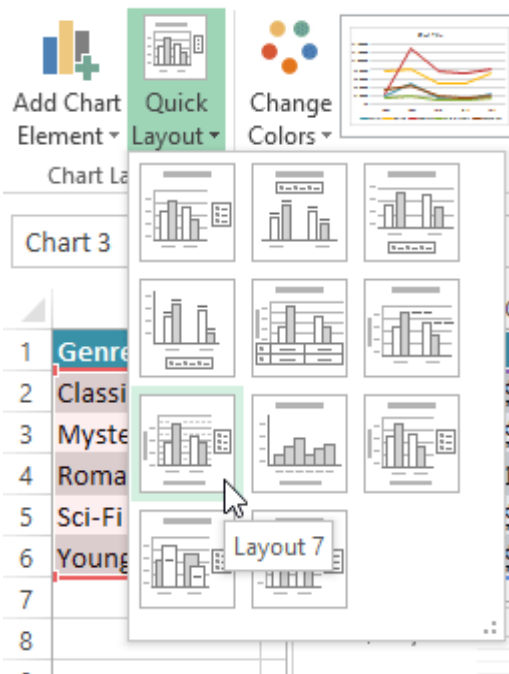 Add Chart Element
Quick Layout
Change Colors
Chart La
Chart 3
1 Genre
2 Classi
3 Myste
4 Roma
5 Sci-Fi
6 Young
Layout 7
7
8